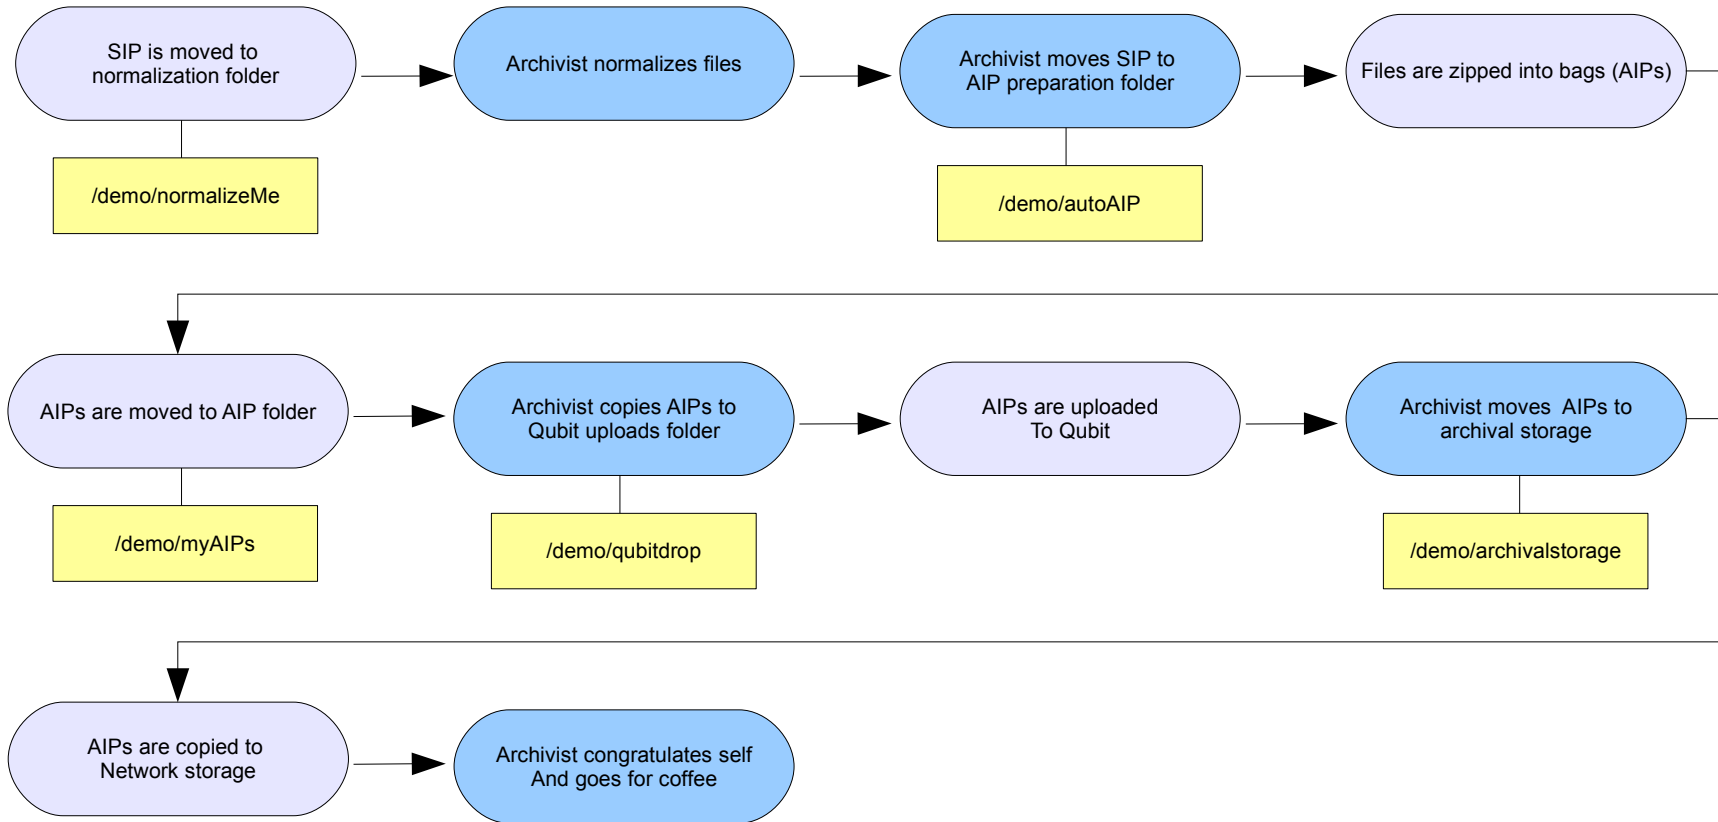 SIP is moved to
normalization folder
Archivist normalizes files
Archivist moves SIP to
AIP preparation folder
Files are zipped into bags (AIPs)
/demo/normalizeMe
/demo/autoAIP
AIPs are moved to AIP folder
Archivist copies AIPs to
Qubit uploads folder
AIPs are uploaded
To Qubit
Archivist moves  AIPs to
archival storage
/demo/myAIPs
/demo/qubitdrop
/demo/archivalstorage
AIPs are copied to
Network storage
Archivist congratulates self
And goes for coffee